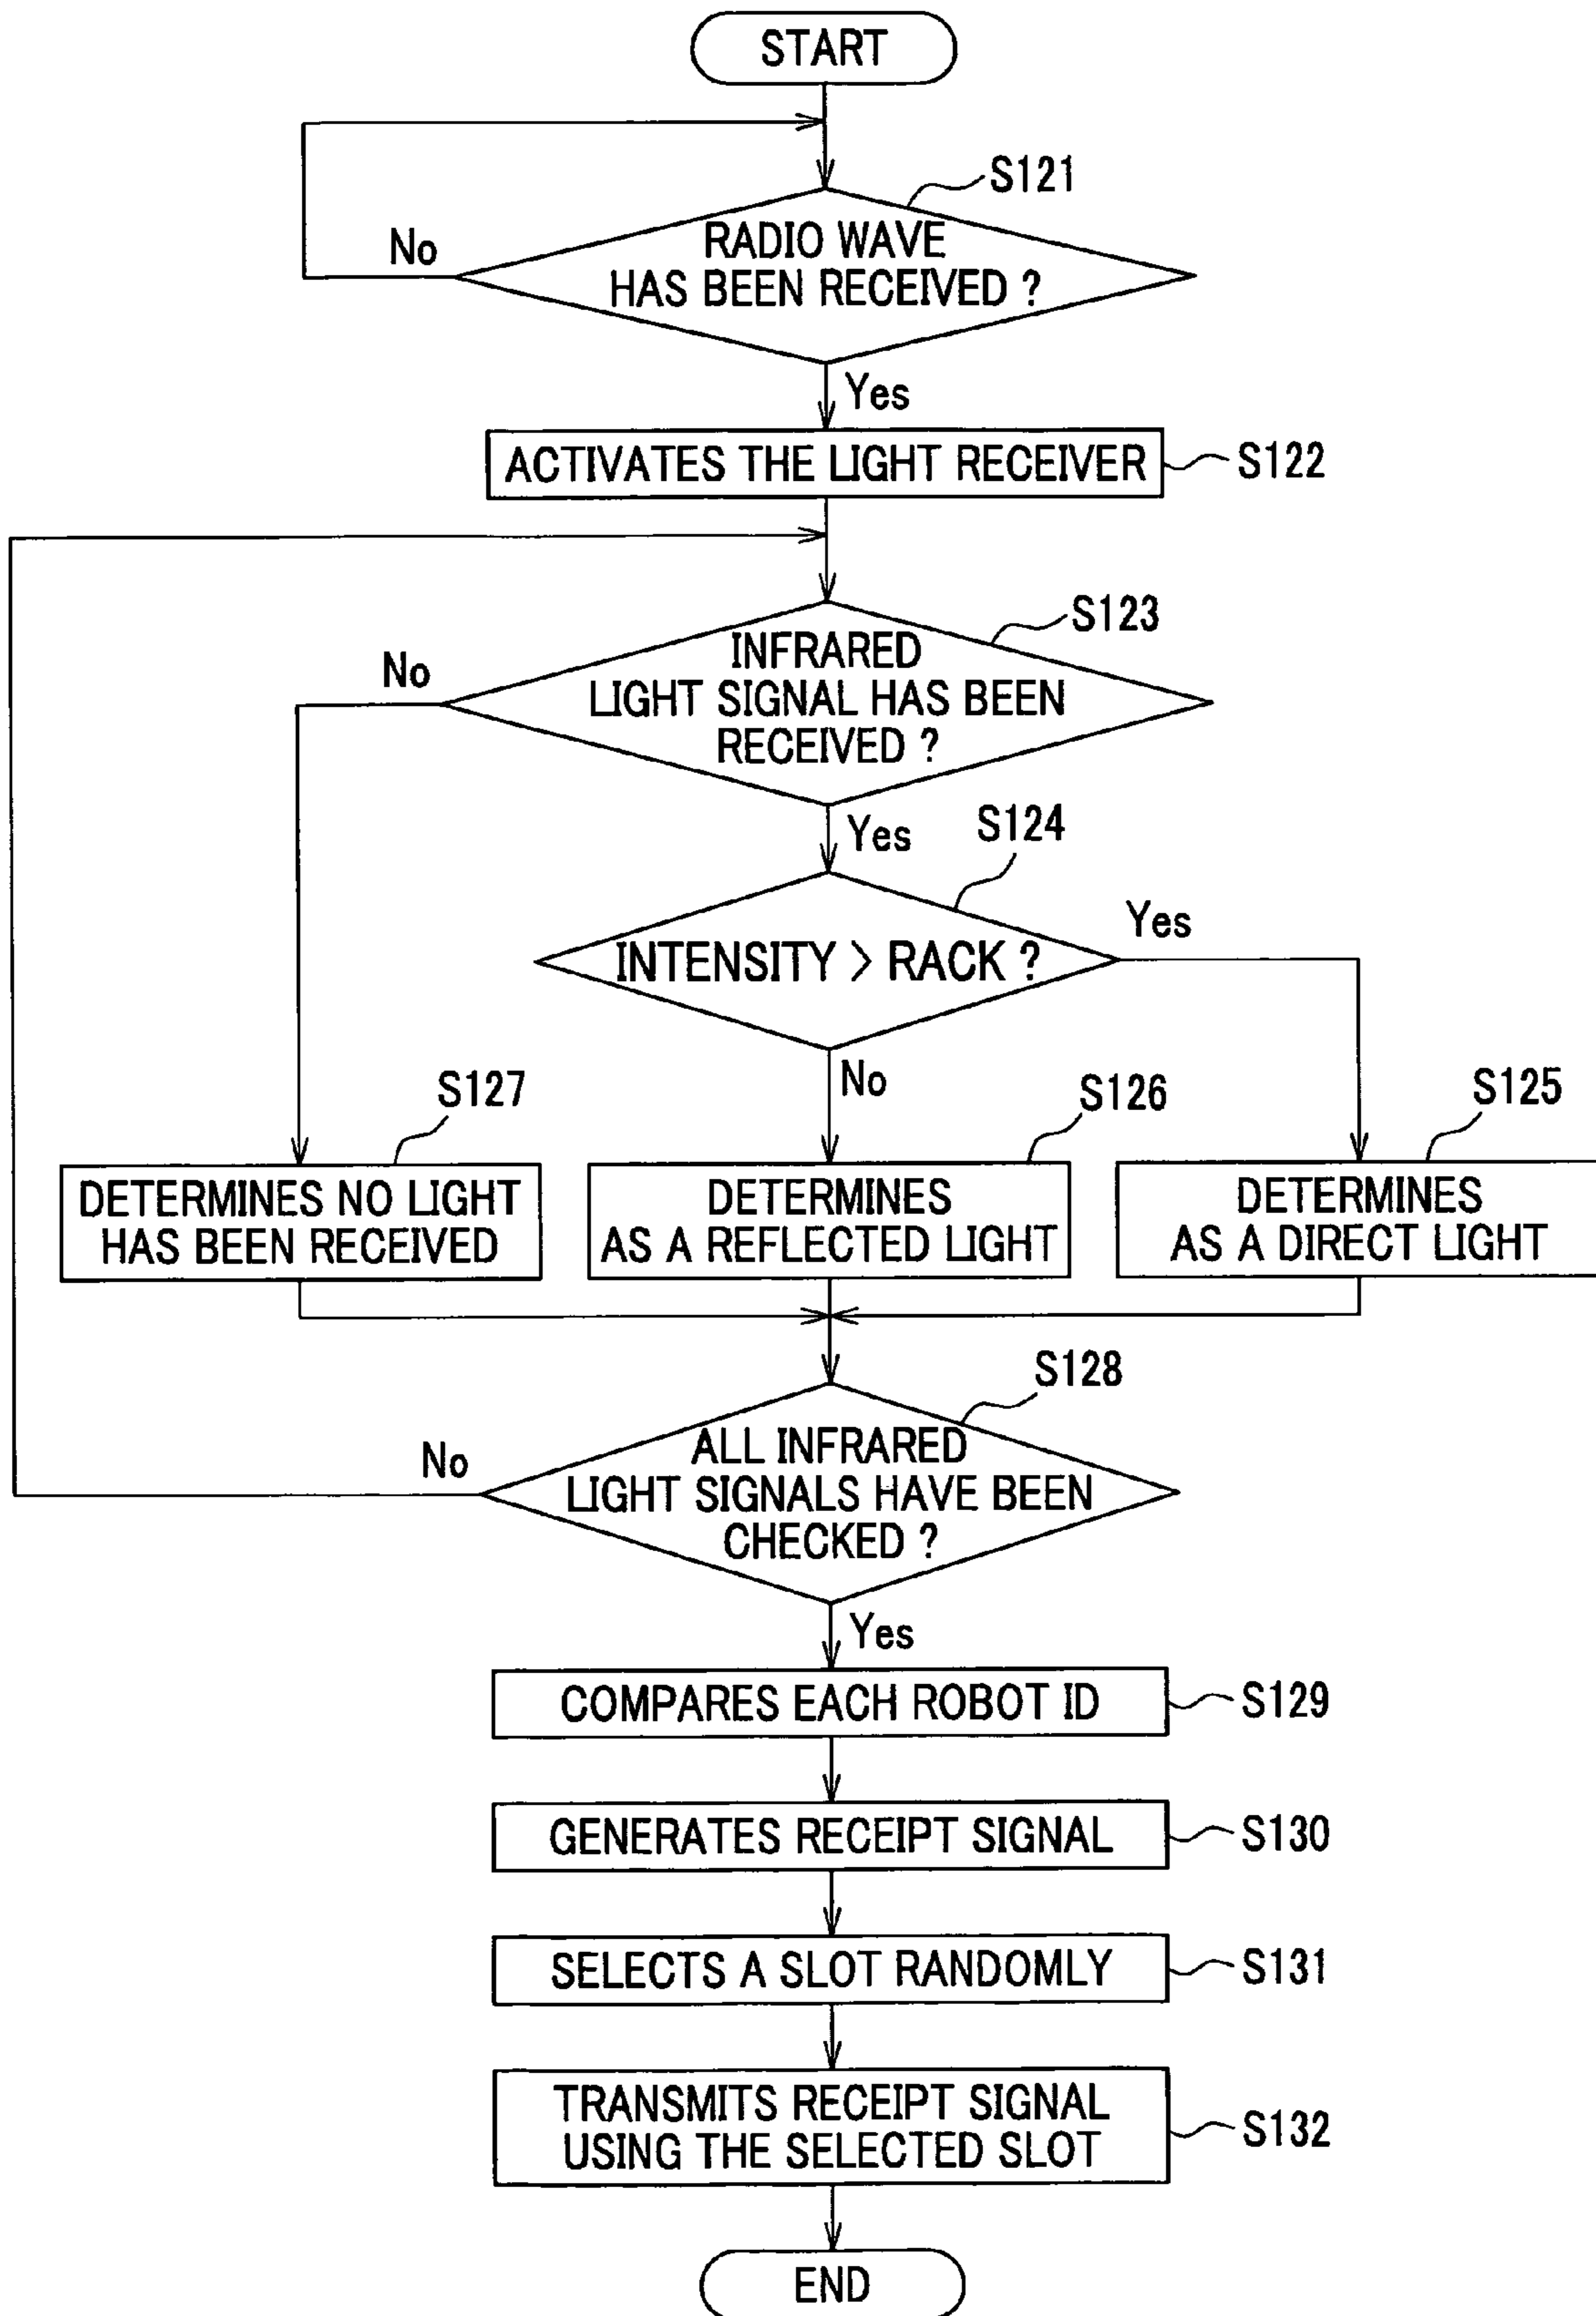 START
S121
RADIO WAVE
HAS BEEN RECEIVED ?
No
Yes
ACTIVATES THE LIGHT RECEIVER
S122
S123
INFRARED
LIGHT SIGNAL HAS BEEN
RECEIVED ?
No
Yes
S124
INTENSITY > RACK ?
Yes
No
S127
S126
S125
DETERMINES NO LIGHT
HAS BEEN RECEIVED
DETERMINES
AS A REFLECTED LIGHT
DETERMINES
AS A DIRECT LIGHT
S128
ALL INFRARED
LIGHT SIGNALS HAVE BEEN
CHECKED ?
No
Yes
COMPARES EACH ROBOT ID
S129
GENERATES RECEIPT SIGNAL
S130
SELECTS A SLOT RANDOMLY
S131
TRANSMITS RECEIPT SIGNAL
USING THE SELECTED SLOT
S132
END